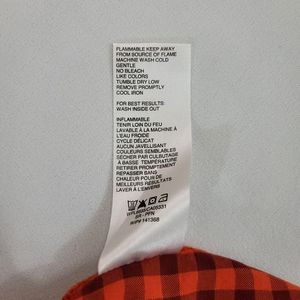 FLAMMABLE KEEP AWAY
FROM SOURCE OF FLAME
MACHINE WASH COLD
GENTLE
NO BLEACH
LIKE COLORS
TUMBLE DRY LOW
REMOVE PROMPTLY
COOL IRON
FOR BEST RESULTS:
WASH INSIDE OUT
INFLAMMABLE
TENIR LOIN DU FEU
LAVABLE À LA MACHINE À
L'EAU FROIDE
CYCLE DÉLICAT
AUCUN JAVELLISANT
COULEURS SEMBLABLES
SÉCHAGE PAR CULBUTAGE
À BASSE TEMPÉRATURE
RETIRER PROMPTEMENT
REPASSER SANS
CHALEUR POUR DE
MEILLEURS RÉSULTATS
LAVER À L'ENVERS